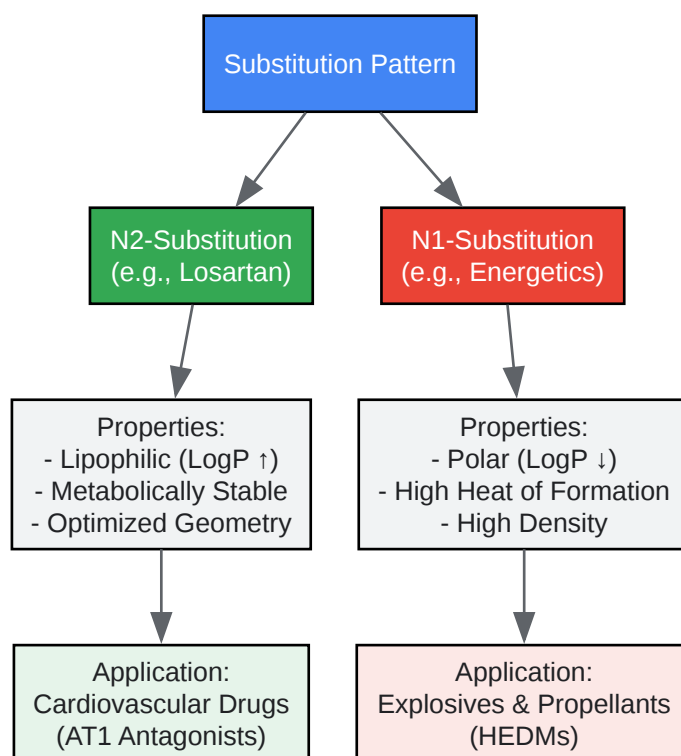 Substitution Pattern
N2-Substitution
(e.g., Losartan)
N1-Substitution
(e.g., Energetics)
Properties:
- Lipophilic (LogP ↑)
- Metabolically Stable
- Optimized Geometry
Properties:
- Polar (LogP ↓)
- High Heat of Formation
- High Density
Application:
Cardiovascular Drugs
(AT1 Antagonists)
Application:
Explosives & Propellants
(HEDMs)